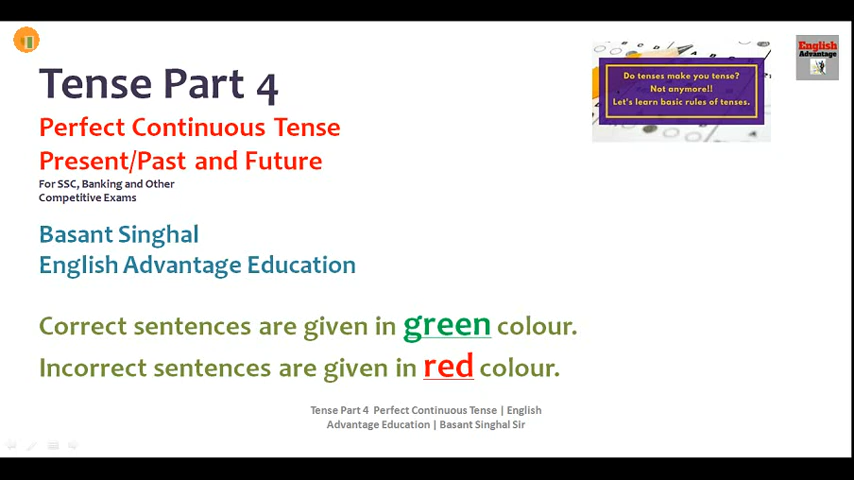 Tense Part 4
Perfect Continuous Tense
Present/Past and Future
For SSC, Banking and Other
Competitive Exams
Basant Singhal
English Advantage Education
Correct sentences are given in green colour.
Incorrect sentences are given in red colour.
Tense Part 4 Perfect Continuous Tense | English
Advantage Education | Basant Singhal Sir
Do tenses make you tense?
Not anymore!!
Let's learn basic rules of tenses.
English
Advantage